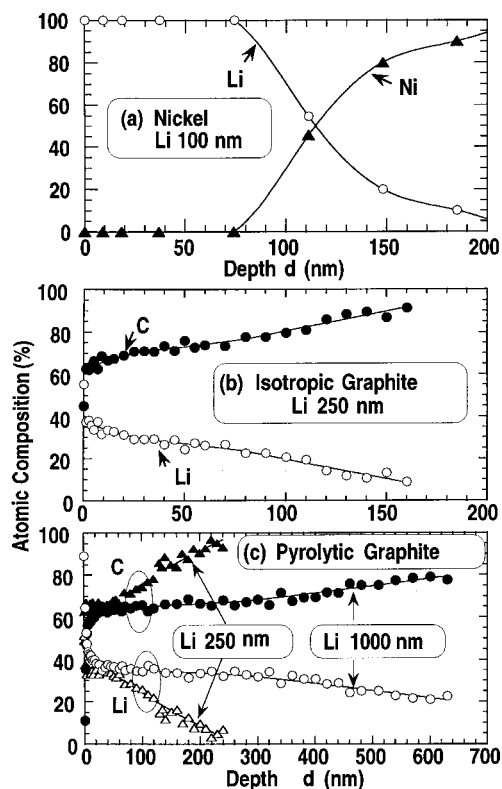 100
80
60
40
20
0
Li
Ni
(a) Nickel
Li 100 nm
0 50 100 150 200
Depth d (nm)
Atomic Composition (%)
100
80
60
40
20
0
C
(b) Isotropic Graphite
Li 250 nm
Li
0 50 100 150 200
100
80
60
40
20
0
C
(c) Pyrolytic Graphite
Li 250 nm
Li 1000 nm
Li
0 100 200 300 400 500 600 700
Depth d (nm)